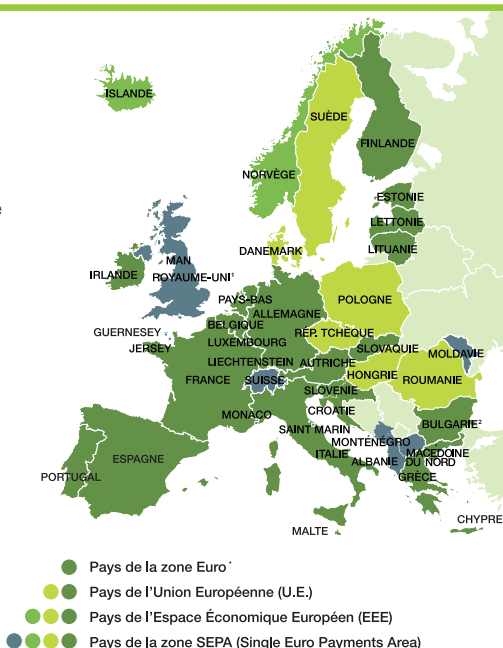 ISLANDE
SUÈDE
FINLANDE
NORVÈGE
ESTONIE
LETTONIE
LITUANIE
DANEMARK
MAN
IRLANDE
ROYAUME-UNI¹
PAYS-BAS
POLOGNE
ALLEMAGNE
BELGIQUE
GUERNESEY
RÉP. TCHÈQUE
JERSEY
LUXEMBOURG
SLOVAQUIE
MOLDAVIE
LIECHTENSTEIN
AUTRICHE
FRANCE
SUISSE
HONGRIE
ROUMANIE
SLOVÉNIE
CROATIE
MONACO
SAINT MARIN
BULGARIE²
MONTÉNÉGRO
ITALIE
MACÉDOINE
DU NORD
ALBANIE
ESPAGNE
PORTUGAL
GRÈCE
CHYPRE
MALTE
Pays de la zone Euro*
Pays de l'Union Européenne (U.E.)
Pays de l'Espace Économique Européen (EEE)
Pays de la zone SEPA (Single Euro Payments Area)